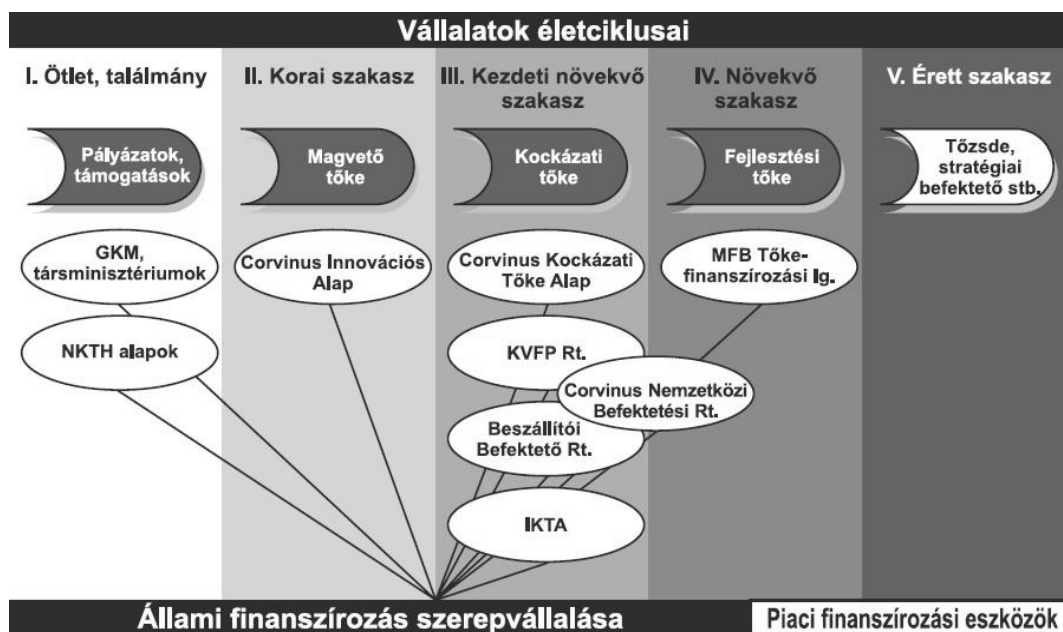 Vállalatok életciklusai
I. Ötlet, találmány
II. Korai szakasz
III. Kezdeti növekvő
szakasz
IV. Növekvő
szakasz
V. Érett szakasz
Pályázatok,
támogatások
Magvető
tőke
Kockázati
tőke
Fejlesztési
tőke
Tőzsde,
stratégiai
befektető stb.
GKM,
társminisztériumok
Corvinus Innovációs
Alap
Corvinus Kockázati
Tőke Alap
MFB Tőke-
finanszírozási Ig.
NKTH alapok
KVFP Rt.
Corvinus Nemzetközi
Befektetési Rt.
Beszállítói
Befektető Rt.
IKTA
Állami finanszírozás szerepvállalása
Piaci finanszírozási eszközök